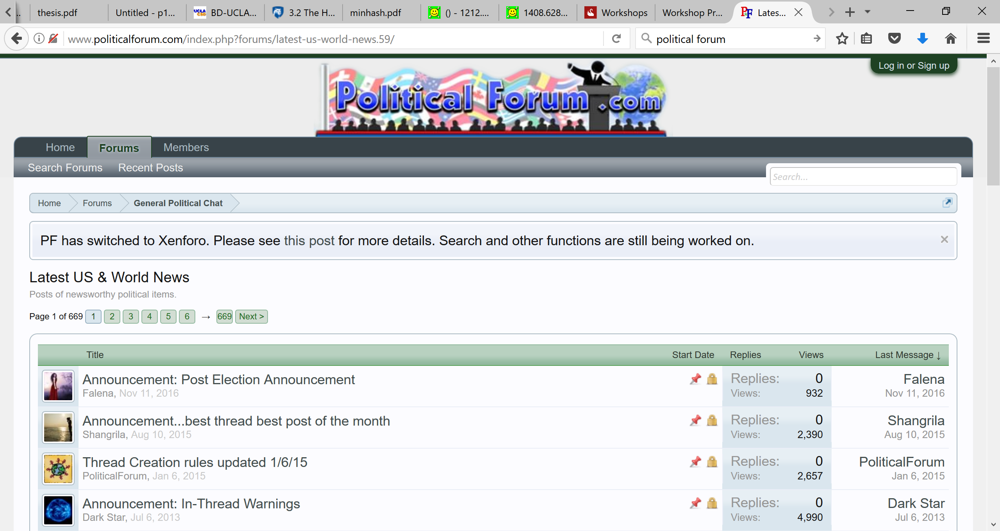 ..
thesis.pdf
Untitled - p1...
BD-UCLA...
3.2 The H...
minhash.pdf
() - 1212....
1408.628...
Workshops
Workshop Pr...
Lates...
www.politicalforum.com/index.php?forums/latest-us-world-news.59/
political forum
Log in or Sign up
Political Forum .com
Home
Forums
Members
Search Forums
Recent Posts
Search...
Home
Forums
General Political Chat
PF has switched to Xenforo. Please see this post for more details. Search and other functions are still being worked on.
Latest US & World News
Posts of newsworthy political items.
Page 1 of 669 1 2 3 4 5 6 → 669 Next >
Title Start Date Replies Views Last Message ↓
Announcement: Post Election Announcement Replies: 0 Falena
Falena, Nov 11, 2016 Views: 932 Nov 11, 2016
Announcement...best thread best post of the month Replies: 0 Shangrila
Shangrila, Aug 10, 2015 Views: 2,390 Aug 10, 2015
Thread Creation rules updated 1/6/15 Replies: 0 PoliticalForum
PoliticalForum, Jan 6, 2015 Views: 2,657 Jan 6, 2015
Announcement: In-Thread Warnings Replies: 0 Dark Star
Dark Star, Jul 6, 2013 Views: 4,990 Jul 6, 2013